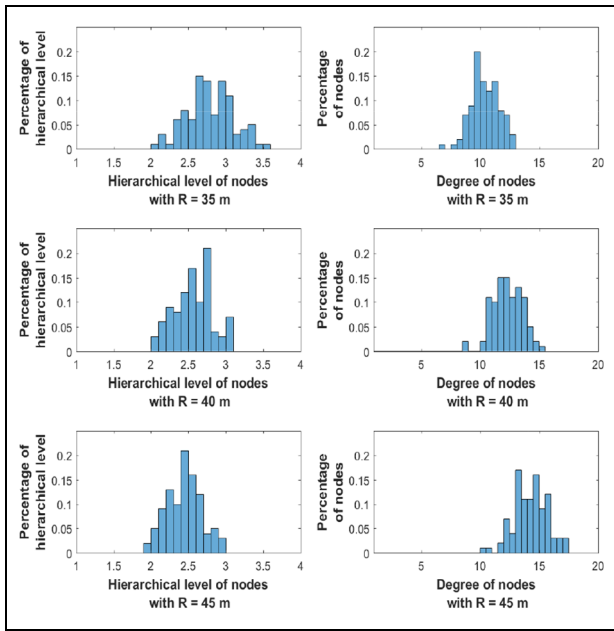 Percentage of
hierarchical level
0.2
0.15
0.1
0.05
0
1 1.5 2 2.5 3 3.5 4
Hierarchical level of nodes
with R = 35 m
Percentage
of nodes
0.2
0.15
0.1
0.05
0
5 10 15 20
Degree of nodes
with R = 35 m
Percentage of
hierarchical level
0.2
0.15
0.1
0.05
0
1 1.5 2 2.5 3 3.5 4
Hierarchical level of nodes
with R = 40 m
Percentage
of nodes
0.2
0.15
0.1
0.05
0
5 10 15 20
Degree of nodes
with R = 40 m
Percentage of
hierarchical level
0.2
0.15
0.1
0.05
0
1 1.5 2 2.5 3 3.5 4
Hierarchical level of nodes
with R = 45 m
Percentage
of nodes
0.2
0.15
0.1
0.05
0
5 10 15 20
Degree of nodes
with R = 45 m